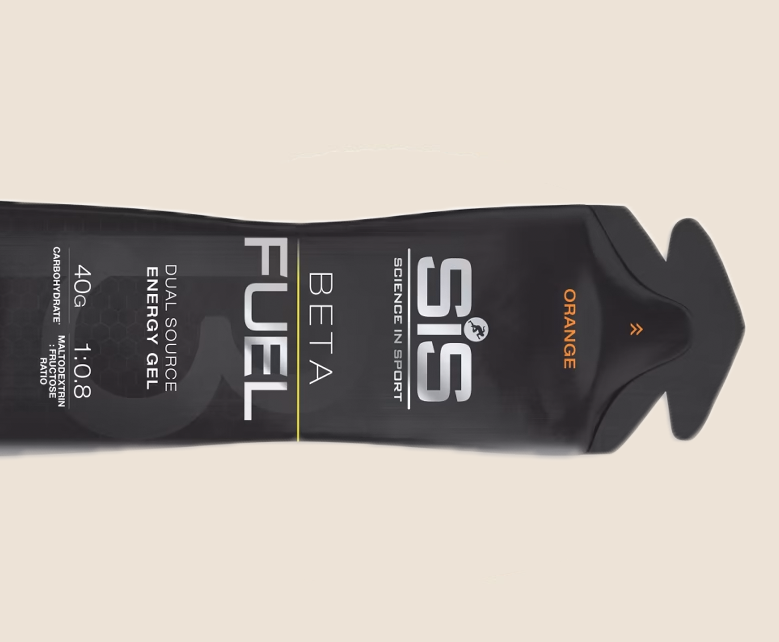 ORANGE
SiS
SCIENCE IN SPORT
BETA
FUEL
DUAL SOURCE
ENERGY GEL
40G
CARBOHYDRATE
1:0.8
MALTODEXTRIN
: FRUCTOSE
RATIO